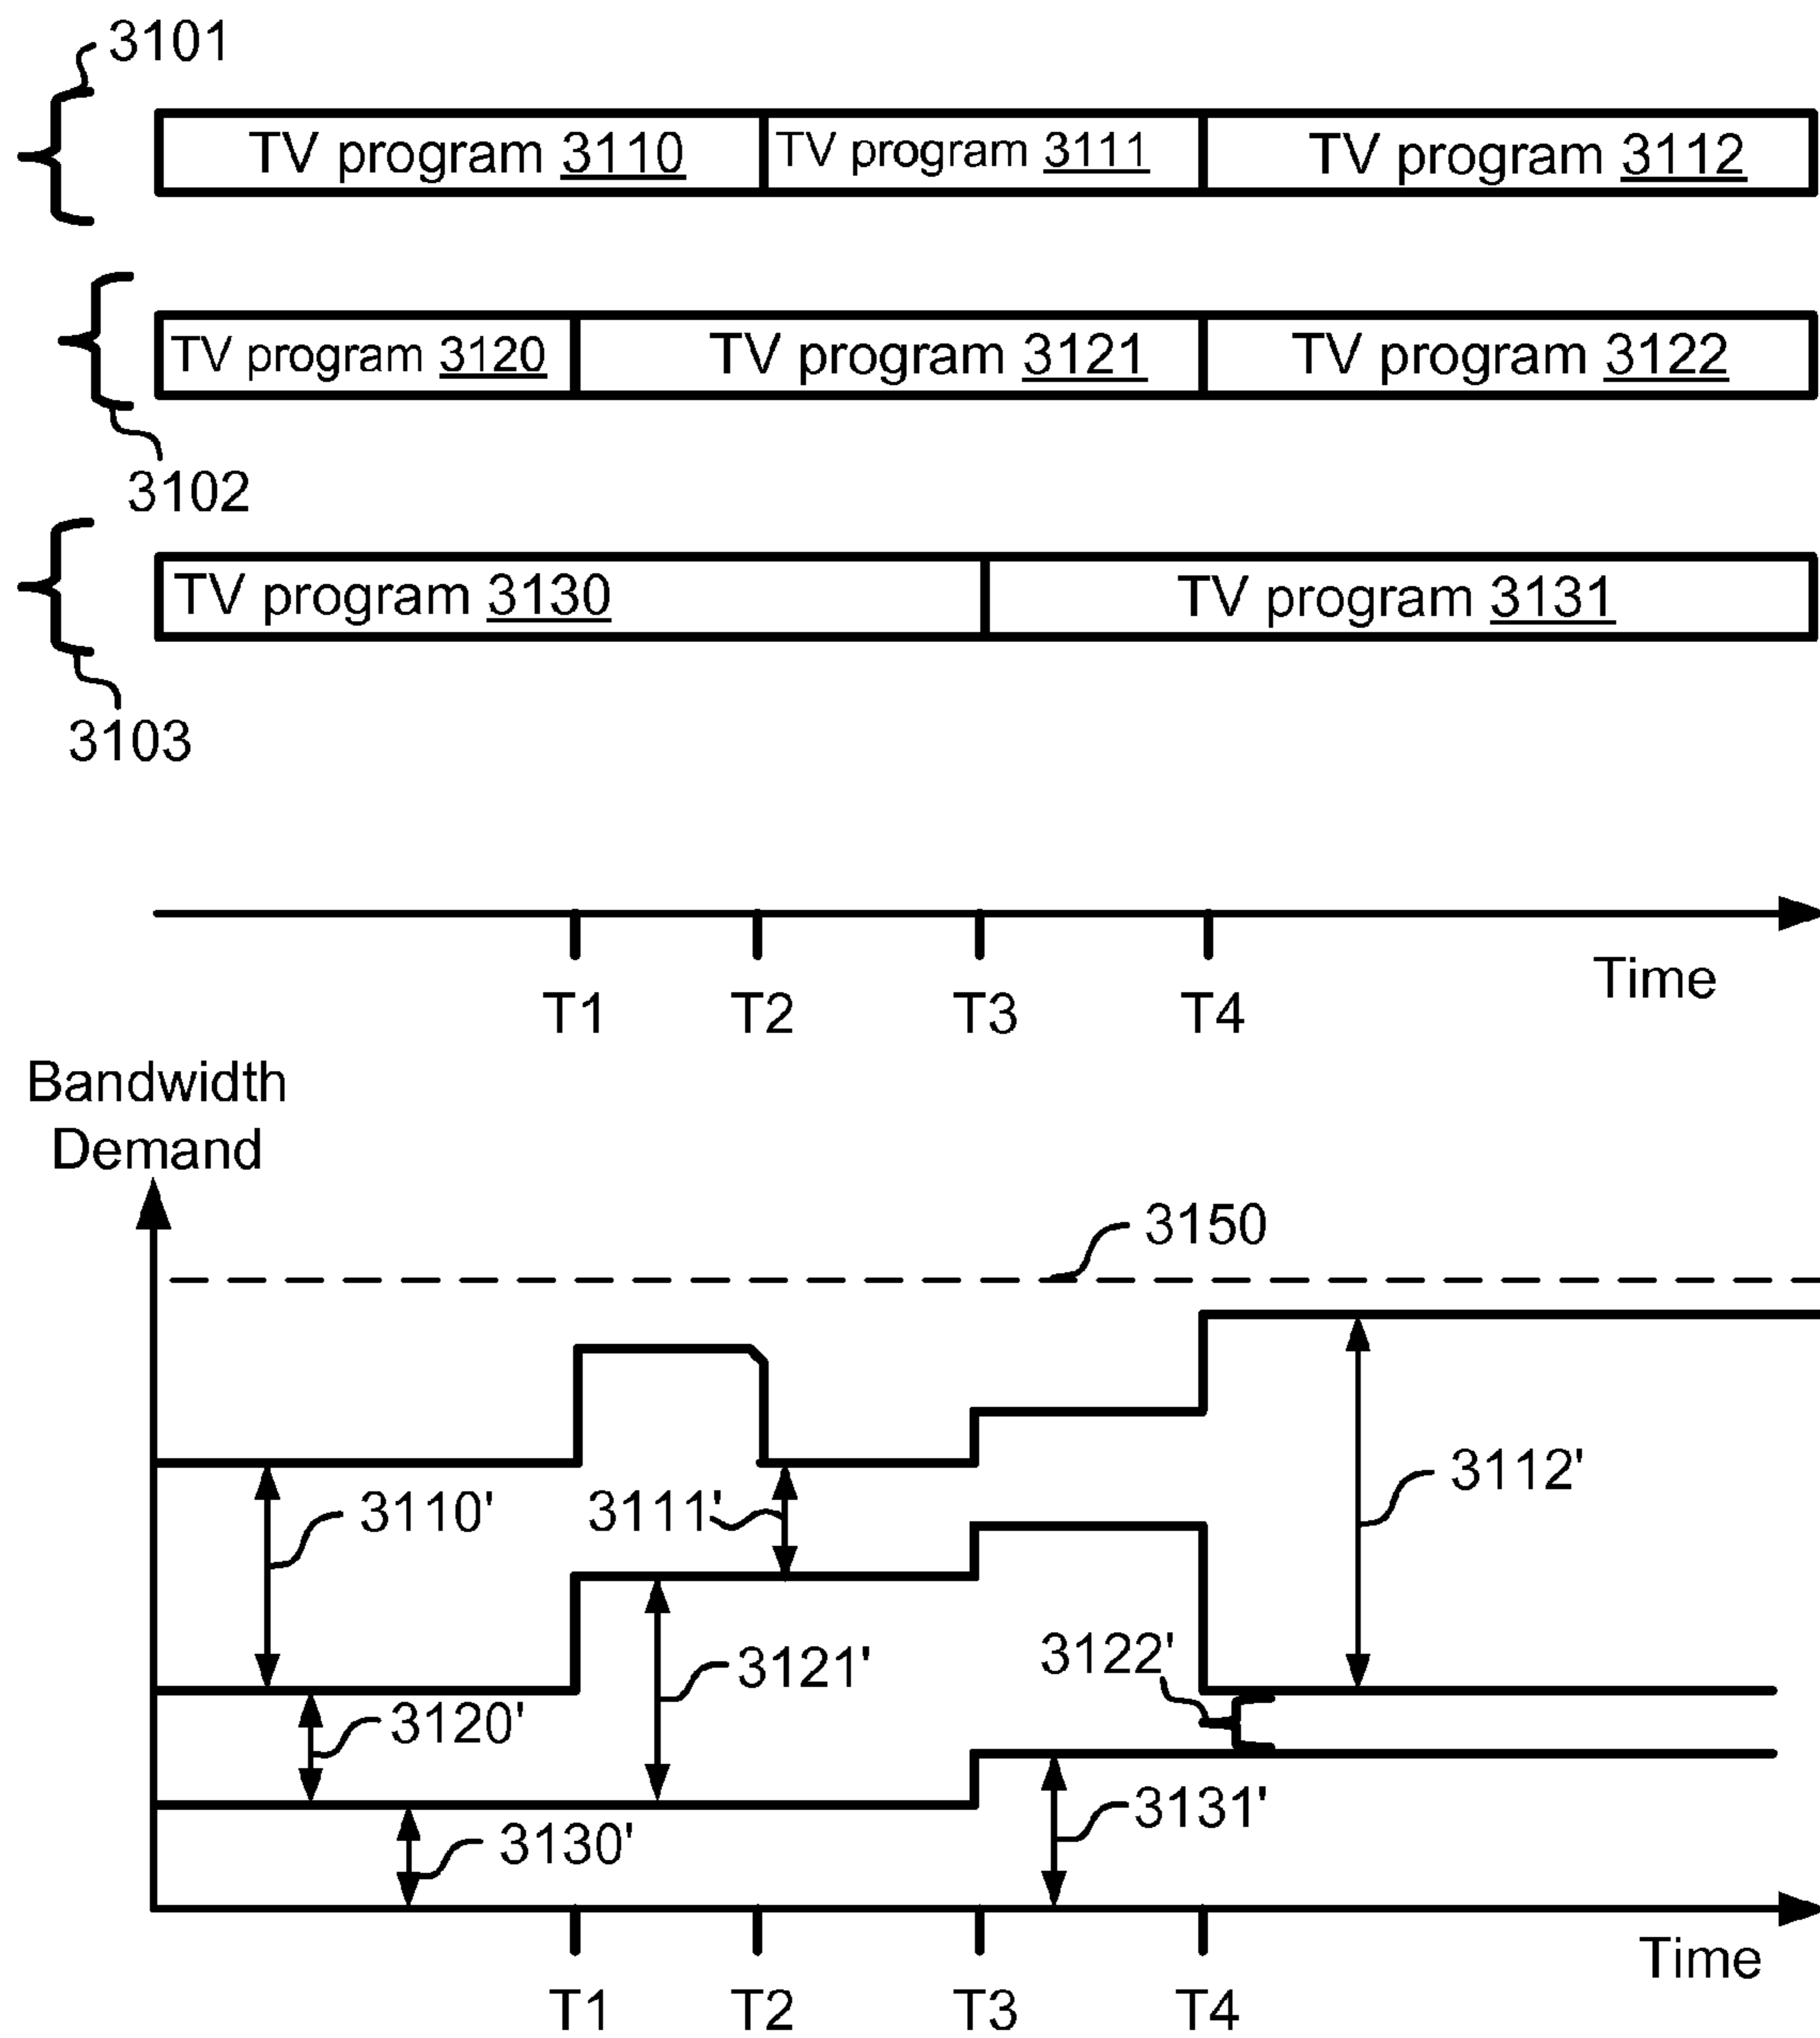 3101
TV program 3110 TV program 3111 TV program 3112
TV program 3120 TV program 3121 TV program 3122
3102
TV program 3130 TV program 3131
3103
Time
T1 T2 T3 T4
Bandwidth
Demand
3150
3112'
3110' 3111'
3121' 3122'
3120'
3131'
3130'
Time
T1 T2 T3 T4